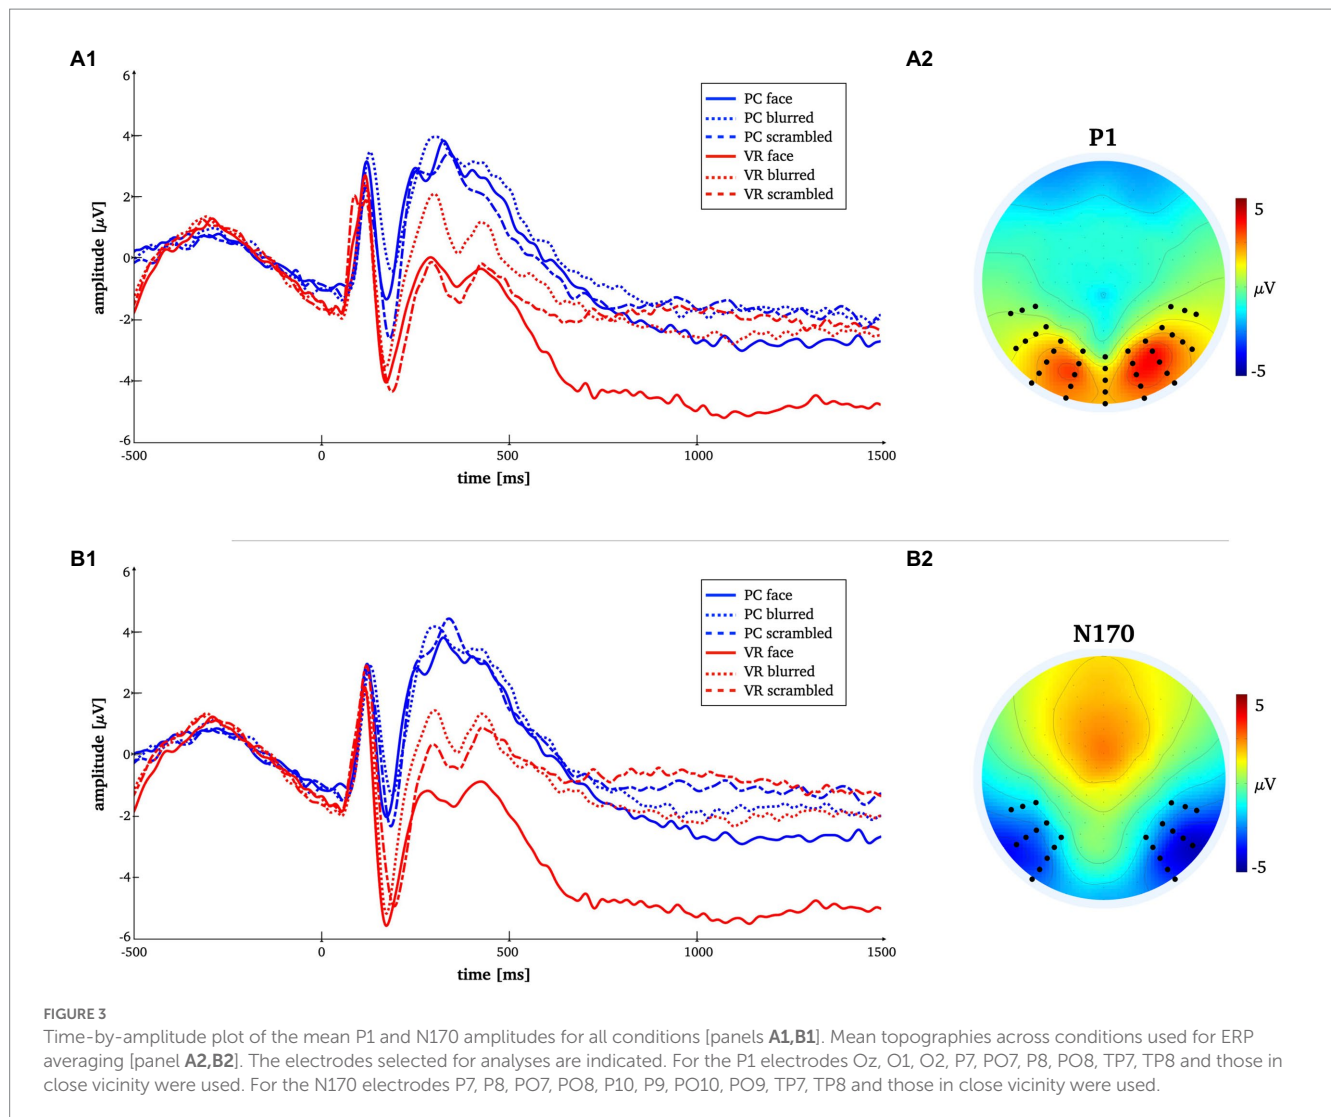 A1
A2
6
4
2
0
-2
-4
-6
amplitude [μV]
-500
0
500
1000
1500
time [ms]
PC face
PC blurred
PC scrambled
VR face
VR blurred
VR scrambled
P1
5
μV
-5
B1
B2
6
4
2
0
-2
-4
-6
amplitude [μV]
-500
0
500
1000
1500
time [ms]
PC face
PC blurred
PC scrambled
VR face
VR blurred
VR scrambled
N170
5
μV
-5
FIGURE 3
Time-by-amplitude plot of the mean P1 and N170 amplitudes for all conditions [panels A1,B1]. Mean topographies across conditions used for ERP
averaging [panel A2,B2]. The electrodes selected for analyses are indicated. For the P1 electrodes Oz, O1, O2, P7, PO7, P8, PO8, TP7, TP8 and those in
close vicinity were used. For the N170 electrodes P7, P8, PO7, PO8, P10, P9, PO10, PO9, TP7, TP8 and those in close vicinity were used.